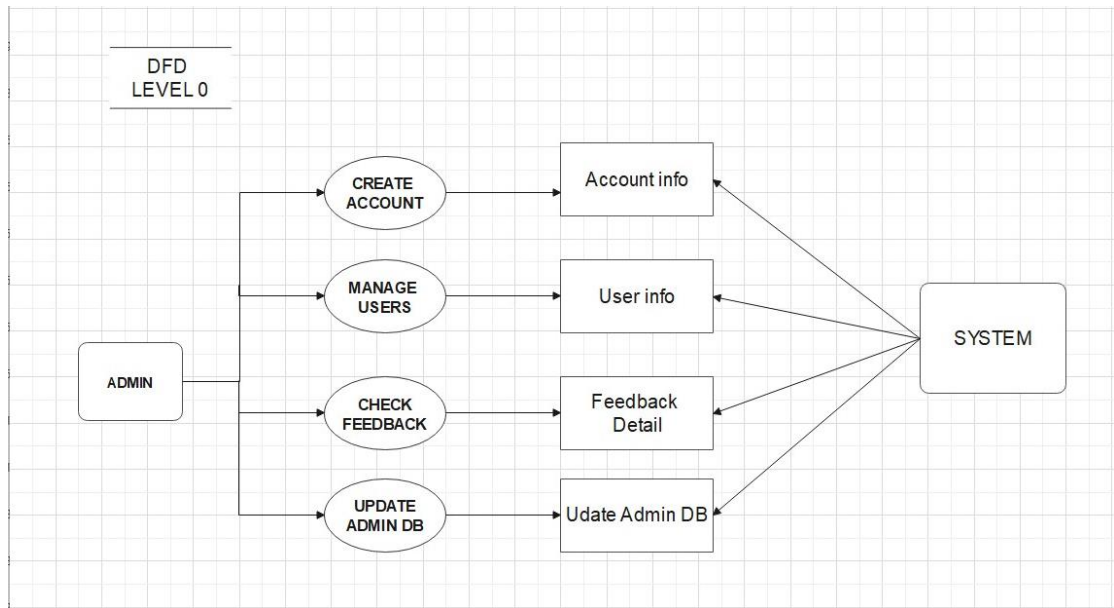 DFD
LEVEL 0
CREATE
ACCOUNT
Account info
MANAGE
USERS
User info
SYSTEM
ADMIN
CHECK
FEEDBACK
Feedback
Detail
UPDATE
ADMIN DB
Udate Admin DB